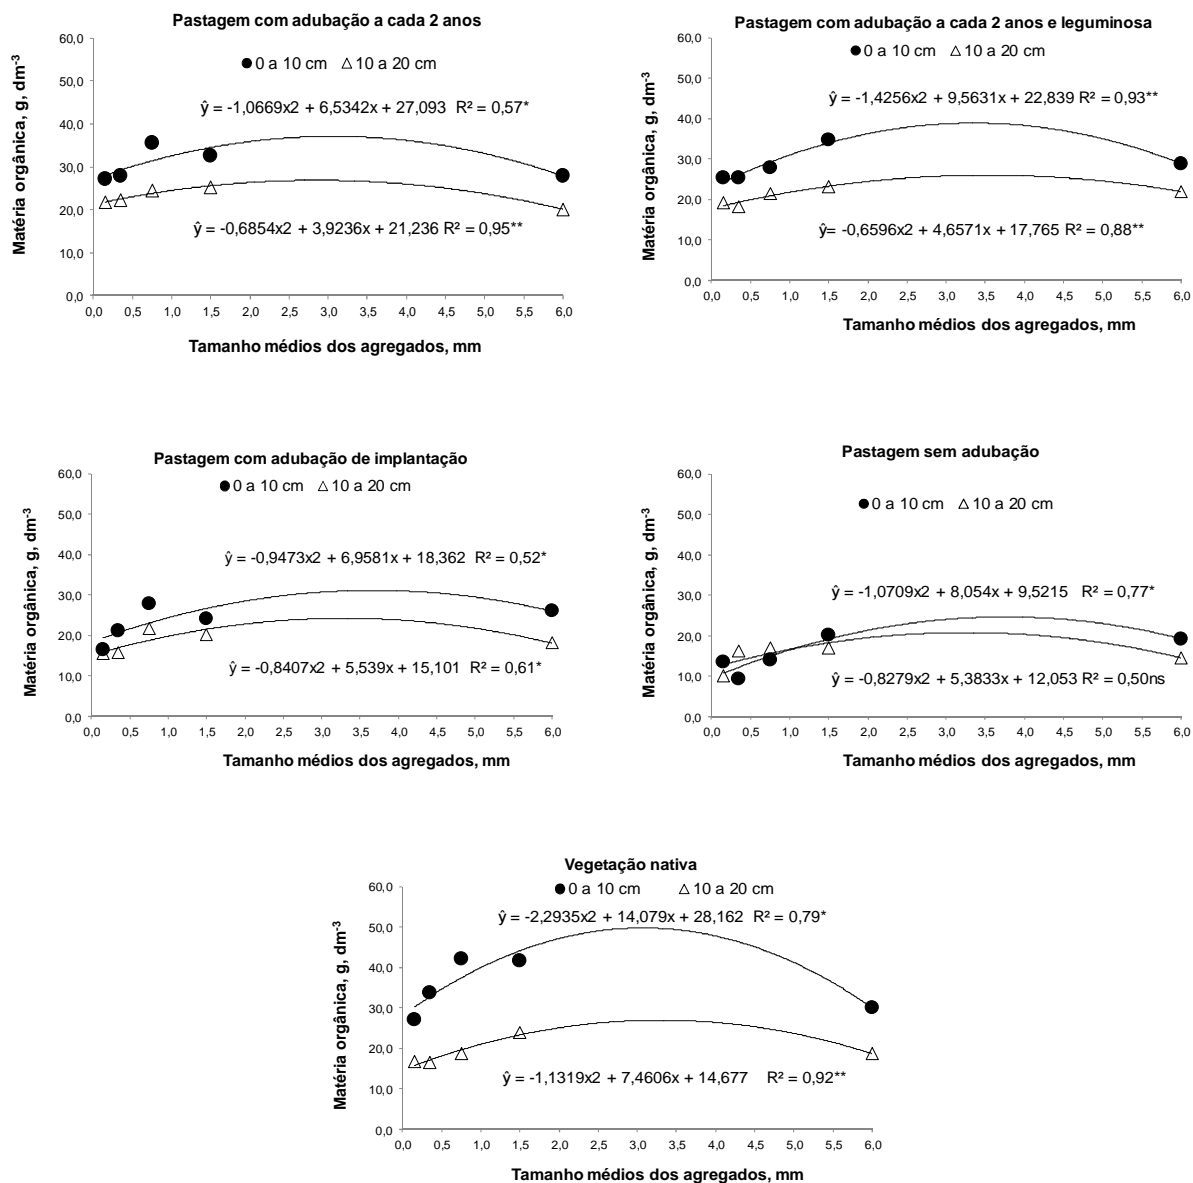 Pastagem com adubação a cada 2 anos
60,0
50,0
40,0
30,0
20,0
10,0
0,0
Matéria orgânica, g, dm-3
0 a 10 cm 10 a 20 cm
ŷ = -1,0669x2 + 6,5342x + 27,093 R² = 0,57*
ŷ = -0,6854x2 + 3,9236x + 21,236 R² = 0,95**
0,0 0,5 1,0 1,5 2,0 2,5 3,0 3,5 4,0 4,5 5,0 5,5 6,0
Tamanho médios dos agregados, mm
Pastagem com adubação a cada 2 anos e leguminosa
60,0
50,0
40,0
30,0
20,0
10,0
0,0
Matéria orgânica, g, dm-3
0 a 10 cm 10 a 20 cm
ŷ = -1,4256x2 + 9,5631x + 22,839 R² = 0,93**
ŷ= -0,6596x2 + 4,6571x + 17,765 R² = 0,88**
0,0 0,5 1,0 1,5 2,0 2,5 3,0 3,5 4,0 4,5 5,0 5,5 6,0
Tamanho médios dos agregados, mm
Pastagem com adubação de implantação
60,0
50,0
40,0
30,0
20,0
10,0
0,0
Matéria orgânica, g, dm-3
0 a 10 cm 10 a 20 cm
ŷ = -0,9473x2 + 6,9581x + 18,362 R² = 0,52*
ŷ = -0,8407x2 + 5,539x + 15,101 R² = 0,61*
0,0 0,5 1,0 1,5 2,0 2,5 3,0 3,5 4,0 4,5 5,0 5,5 6,0
Tamanho médios dos agregados, mm
Pastagem sem adubação
60,0
50,0
40,0
30,0
20,0
10,0
0,0
Matéria orgânica, g, dm-3
0 a 10 cm 10 a 20 cm
ŷ = -1,0709x2 + 8,054x + 9,5215 R² = 0,77*
ŷ = -0,8279x2 + 5,3833x + 12,053 R² = 0,50ns
0,0 0,5 1,0 1,5 2,0 2,5 3,0 3,5 4,0 4,5 5,0 5,5 6,0
Tamanho médios dos agregados, mm
Vegetação nativa
60,0
50,0
40,0
30,0
20,0
10,0
0,0
Matéria orgânica, g, dm-3
0 a 10 cm 10 a 20 cm
ŷ = -2,2935x2 + 14,079x + 28,162 R² = 0,79*
ŷ = -1,1319x2 + 7,4606x + 14,677 R² = 0,92**
0,0 0,5 1,0 1,5 2,0 2,5 3,0 3,5 4,0 4,5 5,0 5,5 6,0
Tamanho médios dos agregados, mm